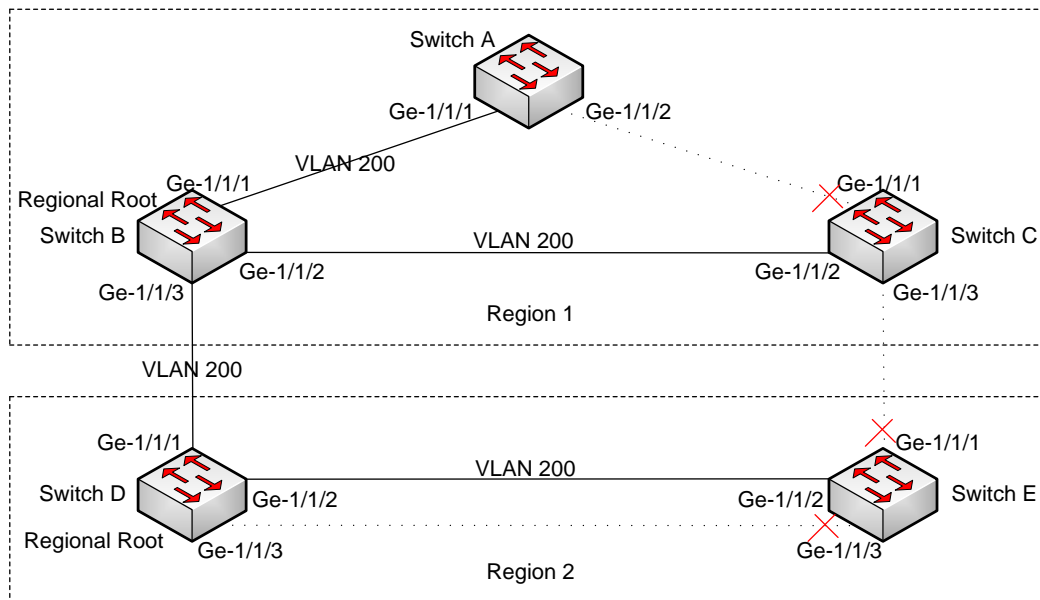 Switch A
Ge-1/1/1
Ge-1/1/2
VLAN 200
Ge-1/1/1
Ge-1/1/1
Regional Root
Switch B
VLAN 200
Switch C
Ge-1/1/2
Ge-1/1/2
Ge-1/1/3
Ge-1/1/3
Region 1
VLAN 200
Ge-1/1/1
Ge-1/1/1
VLAN 200
Switch D
Ge-1/1/2
Ge-1/1/2
Switch E
Regional Root
Ge-1/1/3
Ge-1/1/3
Region 2